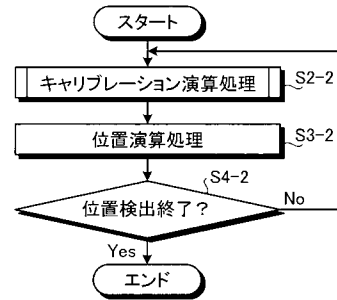 スタート
キャリブレーション演算処理
S2-2
位置演算処理
S3-2
S4-2
位置検出終了?
No
Yes
エンド